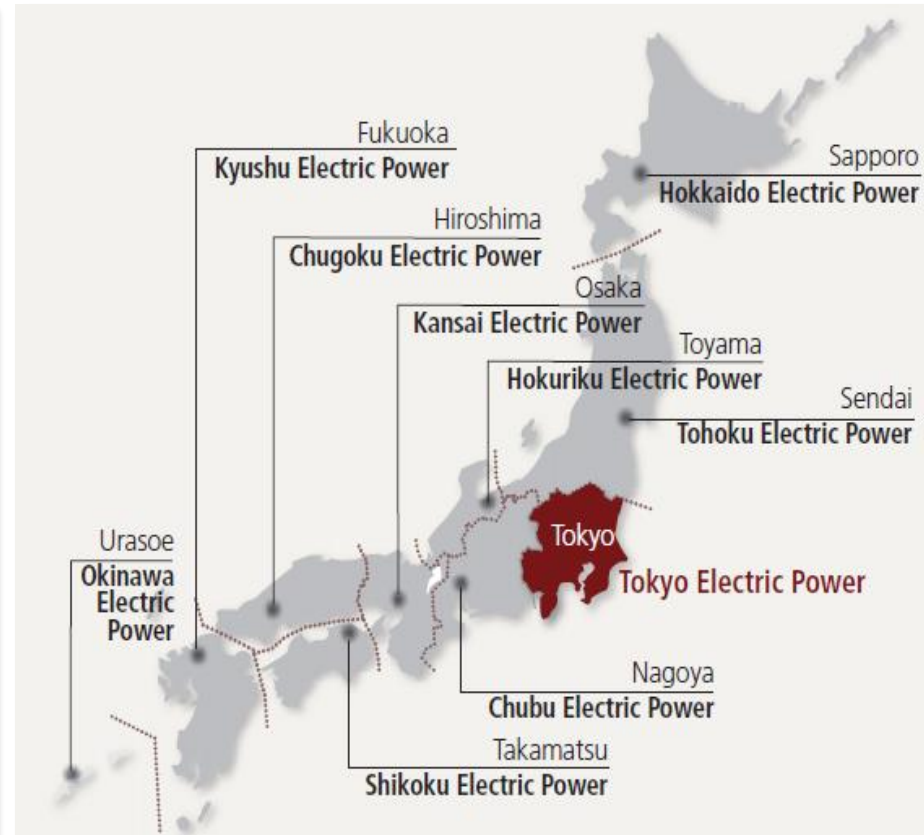 Fukuoka
Kyushu Electric Power
Sapporo
Hokkaido Electric Power
Hiroshima
Chugoku Electric Power
Osaka
Kansai Electric Power
Toyama
Hokuriku Electric Power
Sendai
Tohoku Electric Power
Tokyo
Tokyo Electric Power
Urasoe
Okinawa
Electric
Power
Nagoya
Chubu Electric Power
Takamatsu
Shikoku Electric Power